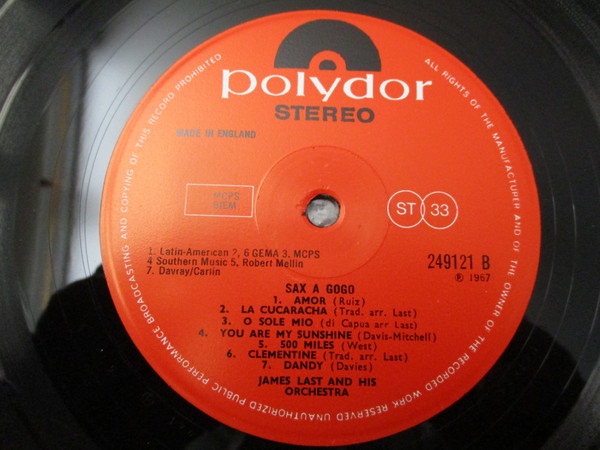 polydor
STEREO
MADE IN ENGLAND
ALL RIGHTS OF THE MANUFACTURER AND OF THE OWNER OF THE RECORDED WORK RESERVED UNAUTHORIZED PUBLIC PERFORMANCE BROADCASTING AND COPYING OF THIS RECORD PROHIBITED
MCPS
BIEM
ST 33
1. Latin-American 2, 6 GEMA 3. MCPS
4 Southern Music 5. Robert Mellin
7. Davray/Carlin
249121 B
℗ 1967
SAX A GOGO
1. AMOR (Ruiz)
2. LA CUCARACHA (Trad. arr. Last)
3. O SOLE MIO (di Capua arr Last)
4. YOU ARE MY SUNSHINE (Davis-Mitchell)
5. 500 MILES (West)
6. CLEMENTINE (Trad. arr. Last)
7. DANDY (Davies)
JAMES LAST AND HIS
ORCHESTRA